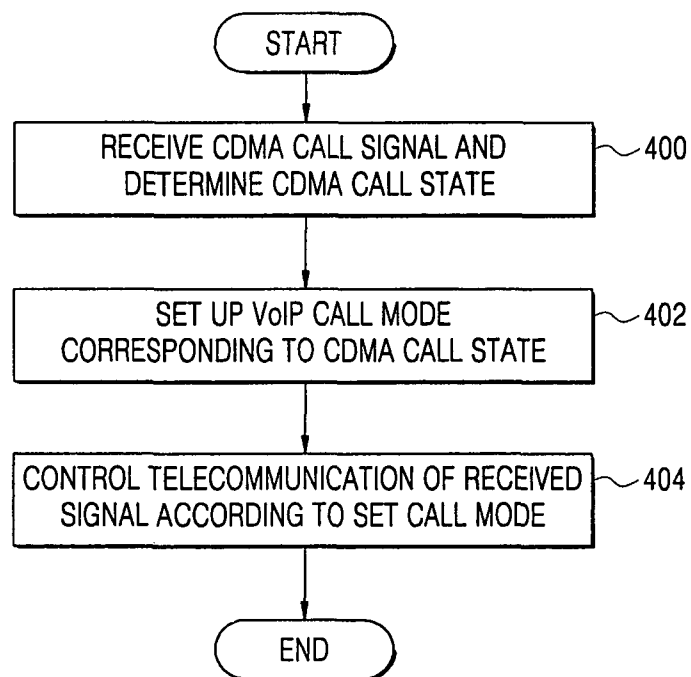 START
RECEIVE CDMA CALL SIGNAL AND
DETERMINE CDMA CALL STATE
400
SET UP VoIP CALL MODE
CORRESPONDING TO CDMA CALL STATE
402
CONTROL TELECOMMUNICATION OF RECEIVED
SIGNAL ACCORDING TO SET CALL MODE
404
END